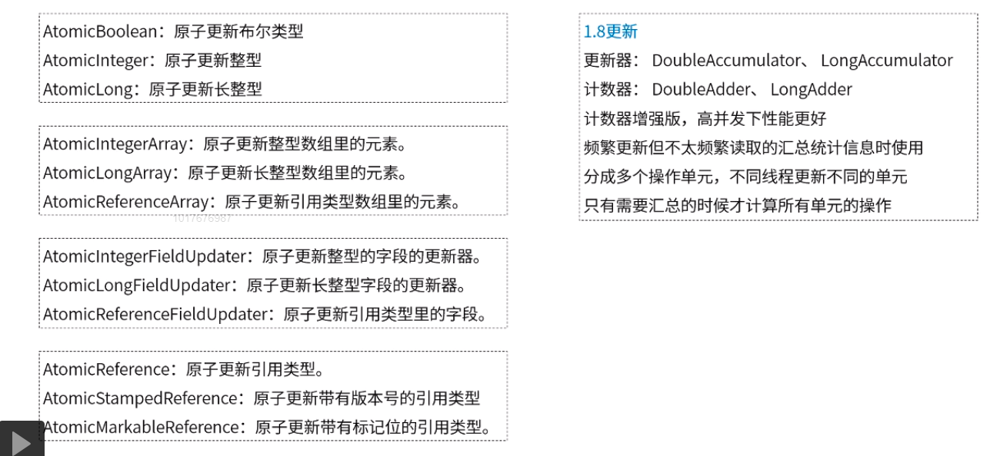 AtomicBoolean：原子更新布尔类型
AtomicInteger：原子更新整型
AtomicLong：原子更新长整型
AtomicIntegerArray：原子更新整型数组里的元素。
AtomicLongArray：原子更新长整型数组里的元素。
AtomicReferenceArray：原子更新引用类型数组里的元素。
1017676987
AtomicIntegerFieldUpdater：原子更新整型的字段的更新器。
AtomicLongFieldUpdater：原子更新长整型字段的更新器。
AtomicReferenceFieldUpdater：原子更新引用类型里的字段。
AtomicReference：原子更新引用类型。
AtomicStampedReference：原子更新带有版本号的引用类型
AtomicMarkableReference：原子更新带有标记位的引用类型。
1.8更新
更新器： DoubleAccumulator、 LongAccumulator
计数器： DoubleAdder、 LongAdder
计数器增强版，高并发下性能更好
频繁更新但不太频繁读取的汇总统计信息时使用
分成多个操作单元，不同线程更新不同的单元
只有需要汇总的时候才计算所有单元的操作